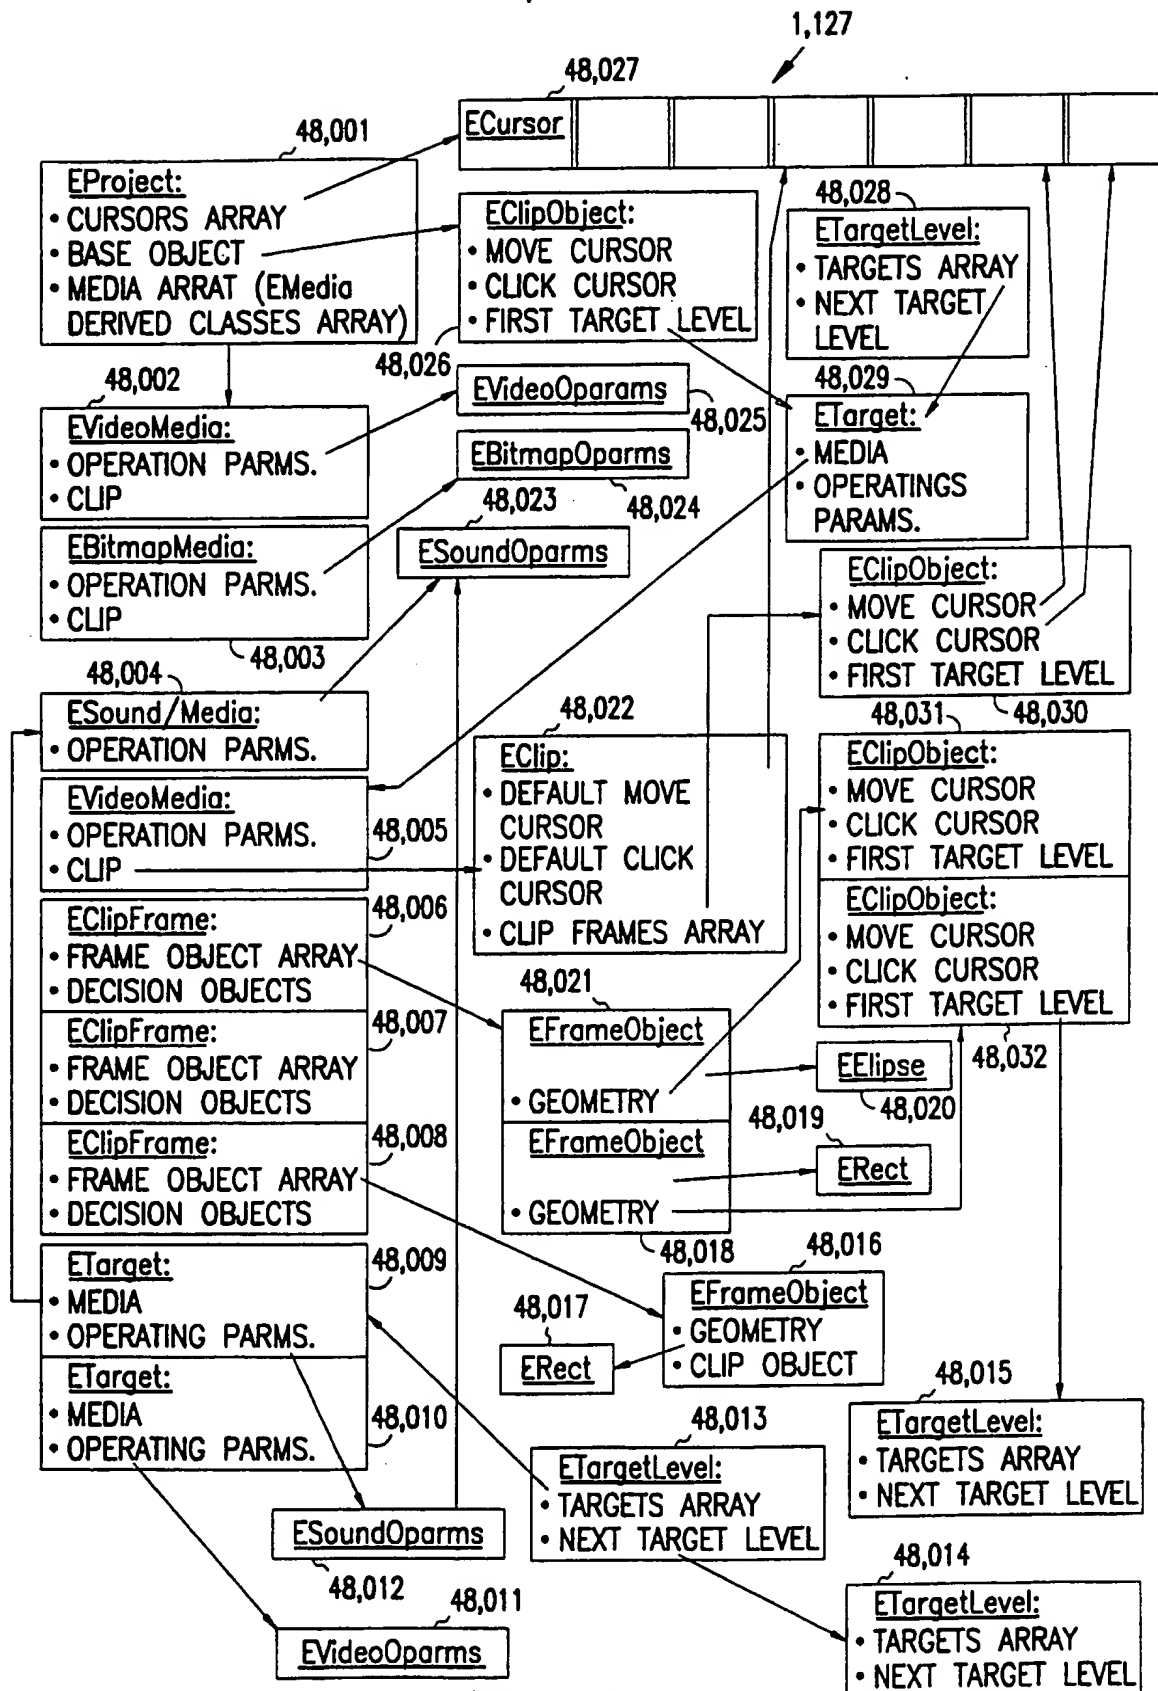 1,127
48,027
ECursor
48,001
EProject:
• CURSORS ARRAY
• BASE OBJECT
• MEDIA ARRAT (EMedia
DERIVED CLASSES ARRAY)
EClipObject:
• MOVE CURSOR
• CLICK CURSOR
• FIRST TARGET LEVEL
48,026
48,028
ETargetLevel:
• TARGETS ARRAY
• NEXT TARGET
LEVEL
48,002
EVideoMedia:
• OPERATION PARMS.
• CLIP
EVideoOparams
48,025
EBitmapOparms
48,024
48,029
ETarget:
• MEDIA
• OPERATINGS
PARAMS.
EBitmapMedia:
• OPERATION PARMS.
• CLIP
48,003
48,023
ESoundOparms
EClipObject:
• MOVE CURSOR
• CLICK CURSOR
• FIRST TARGET LEVEL
48,030
48,004
ESound/Media:
• OPERATION PARMS.
EVideoMedia:
• OPERATION PARMS.
• CLIP
48,005
48,022
EClip:
• DEFAULT MOVE
CURSOR
• DEFAULT CLICK
CURSOR
• CLIP FRAMES ARRAY
48,031
EClipObject:
• MOVE CURSOR
• CLICK CURSOR
• FIRST TARGET LEVEL
EClipObject:
• MOVE CURSOR
• CLICK CURSOR
• FIRST TARGET LEVEL
48,032
EClipFrame:
• FRAME OBJECT ARRAY
• DECISION OBJECTS
48,006
EClipFrame:
• FRAME OBJECT ARRAY
• DECISION OBJECTS
48,007
EClipFrame:
• FRAME OBJECT ARRAY
• DECISION OBJECTS
48,008
48,021
EFrameObject
• GEOMETRY
EFrameObject
• GEOMETRY
48,018
EElipse
48,020
48,019
ERect
ETarget:
• MEDIA
• OPERATING PARMS.
48,009
ETarget:
• MEDIA
• OPERATING PARMS.
48,010
48,016
EFrameObject
• GEOMETRY
• CLIP OBJECT
48,017
ERect
48,015
ETargetLevel:
• TARGETS ARRAY
• NEXT TARGET LEVEL
48,013
ETargetLevel:
• TARGETS ARRAY
• NEXT TARGET LEVEL
ESoundOparms
48,012
48,011
EVideoOparms
48,014
ETargetLevel:
• TARGETS ARRAY
• NEXT TARGET LEVEL